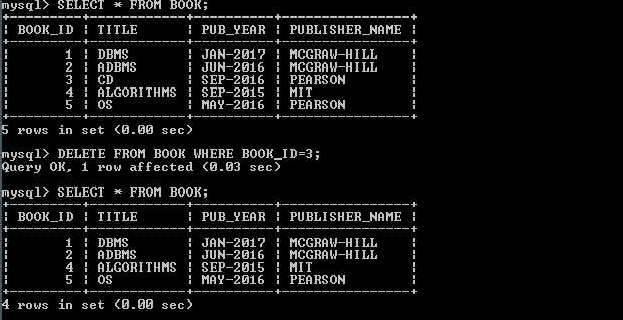 mysql> SELECT * FROM BOOK;
+---------+------------+----------+----------------+
| BOOK_ID | TITLE      | PUB_YEAR | PUBLISHER_NAME |
+---------+------------+----------+----------------+
|       1 | DBMS       | JAN-2017 | MCGRAW-HILL    |
|       2 | ADBMS      | JUN-2016 | MCGRAW-HILL    |
|       3 | CD         | SEP-2016 | PEARSON        |
|       4 | ALGORITHMS | SEP-2015 | MIT            |
|       5 | OS         | MAY-2016 | PEARSON        |
+---------+------------+----------+----------------+
5 rows in set (0.00 sec)
mysql> DELETE FROM BOOK WHERE BOOK_ID=3;
Query OK, 1 row affected (0.03 sec)
mysql> SELECT * FROM BOOK;
+---------+------------+----------+----------------+
| BOOK_ID | TITLE      | PUB_YEAR | PUBLISHER_NAME |
+---------+------------+----------+----------------+
|       1 | DBMS       | JAN-2017 | MCGRAW-HILL    |
|       2 | ADBMS      | JUN-2016 | MCGRAW-HILL    |
|       4 | ALGORITHMS | SEP-2015 | MIT            |
|       5 | OS         | MAY-2016 | PEARSON        |
+---------+------------+----------+----------------+
4 rows in set (0.00 sec)